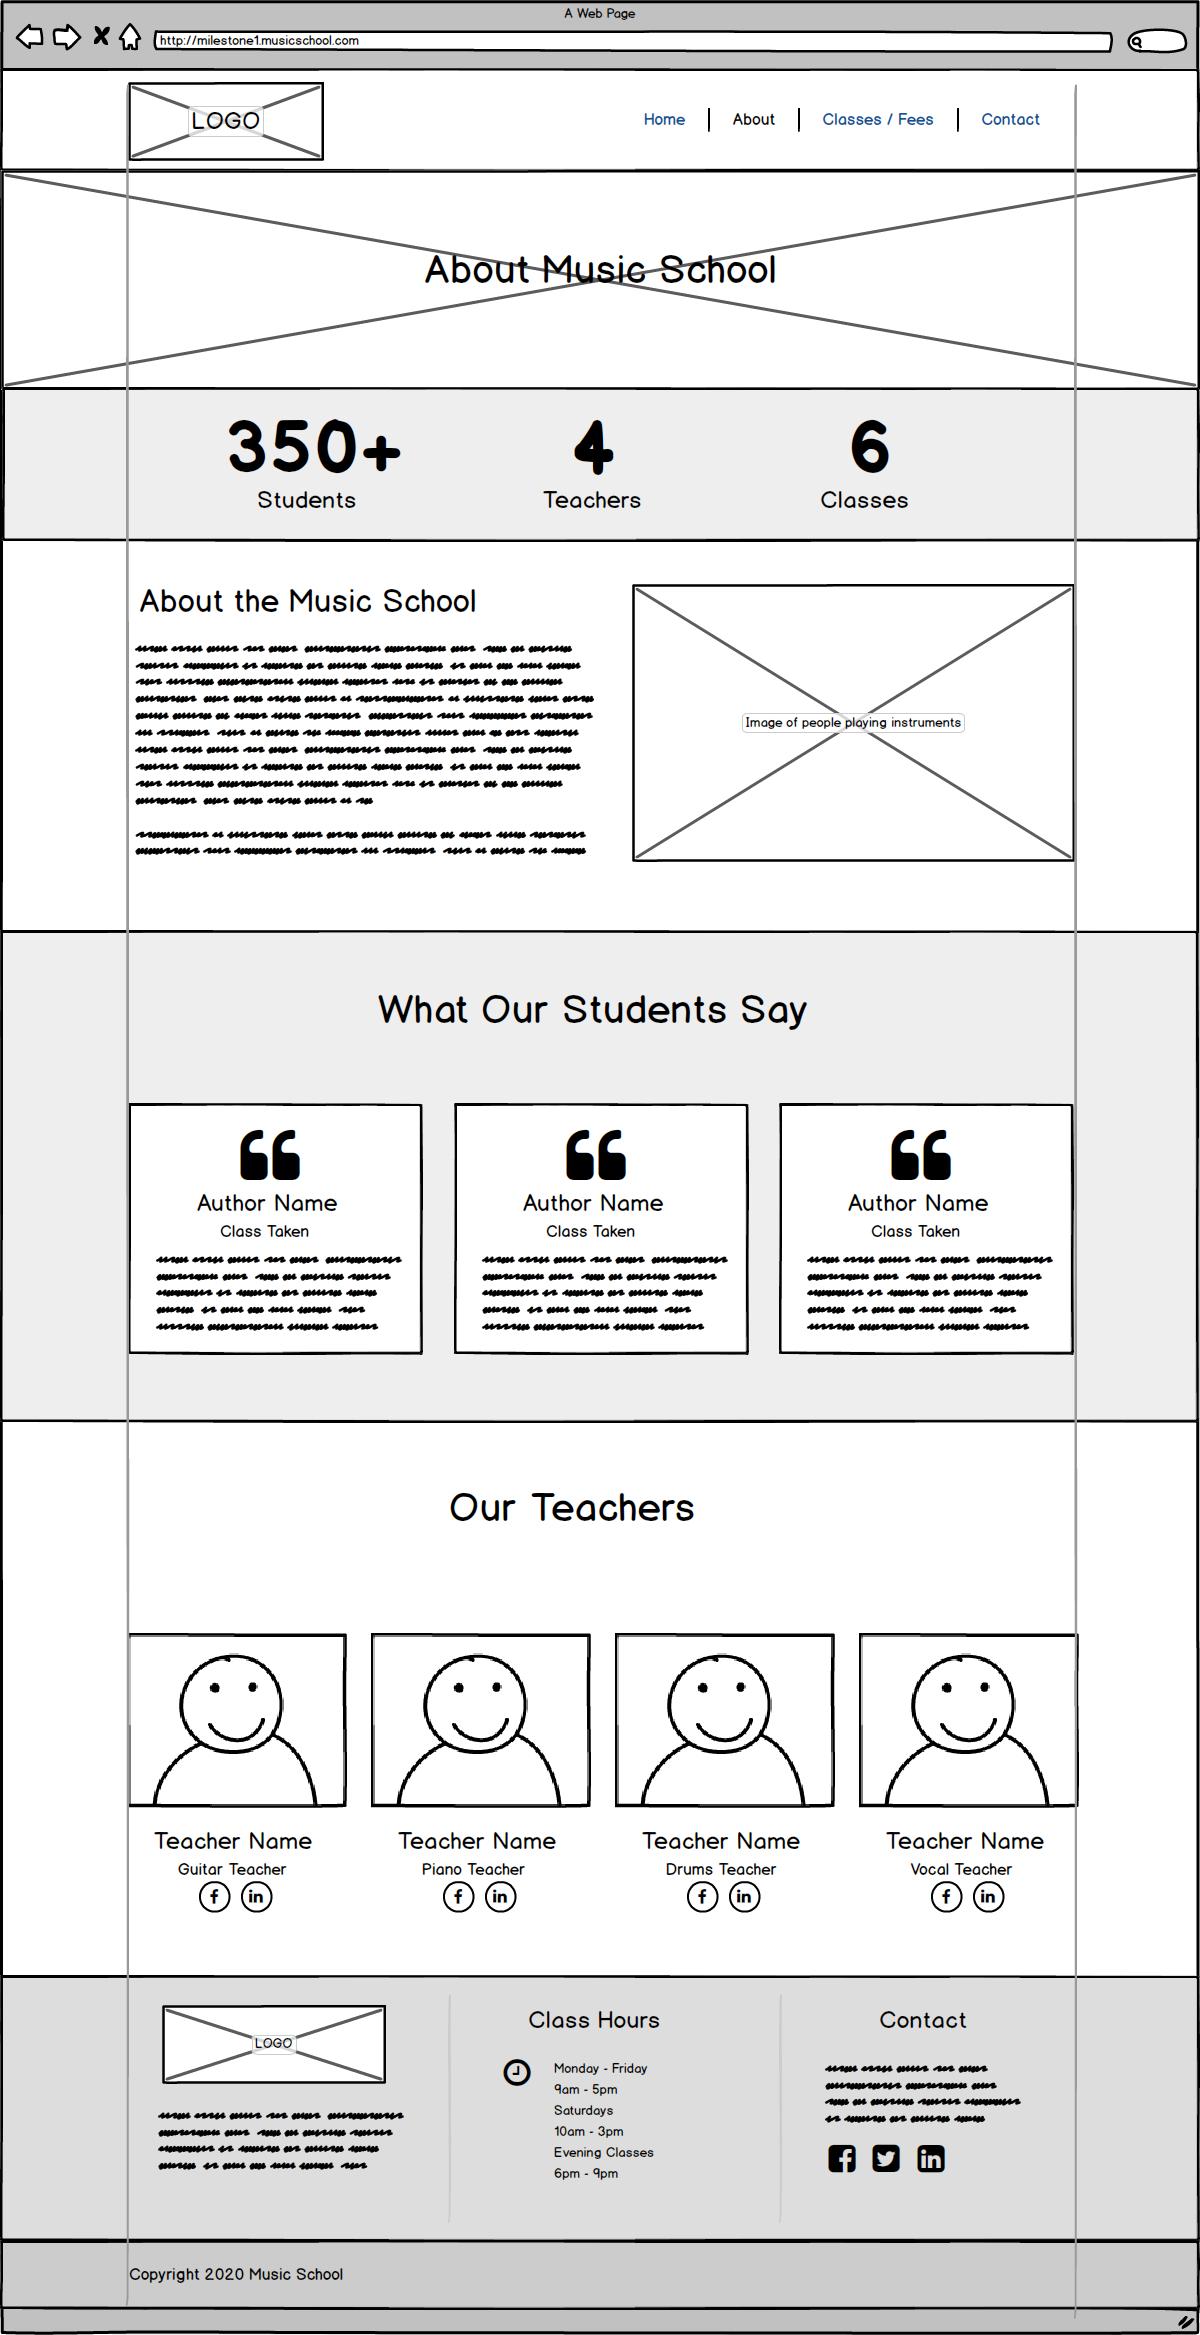 A Web Page
http://milestone1.musicschool.com
LOGO
Home
About
Classes / Fees
Contact
About Music School
350+
4
6
Students
Teachers
Classes
About the Music School
Image of people playing instruments
What Our Students Say
Author Name
Class Taken
Author Name
Class Taken
Author Name
Class Taken
Our Teachers
Teacher Name
Guitar Teacher
Teacher Name
Piano Teacher
Teacher Name
Drums Teacher
Teacher Name
Vocal Teacher
LOGO
Class Hours
Monday - Friday
9am - 5pm
Saturdays
10am - 3pm
Evening Classes
6pm - 9pm
Contact
Copyright 2020 Music School